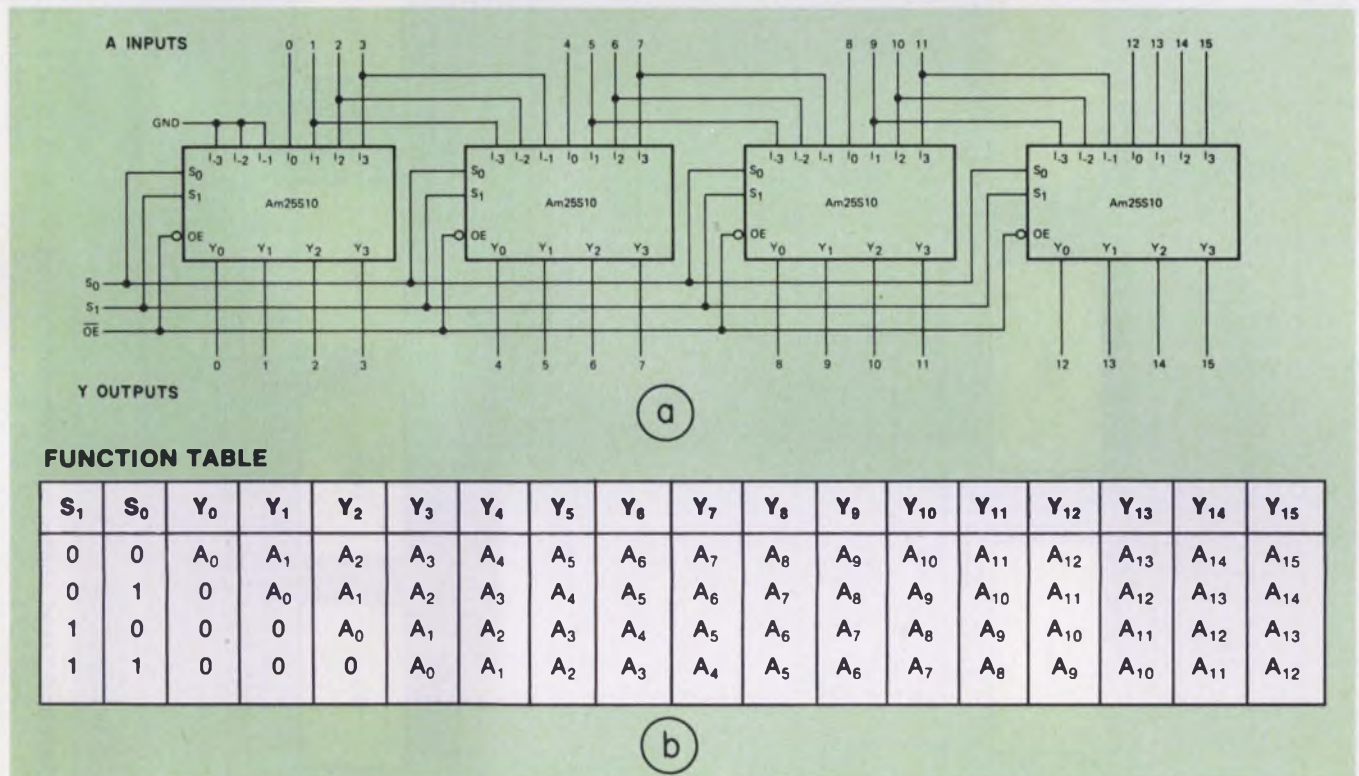 A INPUTS
0 1 2 3 4 5 6 7 8 9 10 11 12 13 14 15
GND
I-3 I-2 I-1 I0 I1 I2 I3 I-3 I-2 I-1 I0 I1 I2 I3 I-3 I-2 I-1 I0 I1 I2 I3 I-3 I-2 I-1 I0 I1 I2 I3
S0 S0 S0 S0
S1 S1 S1 S1
Am25S10 Am25S10 Am25S10 Am25S10
OE OE OE OE
Y0 Y1 Y2 Y3 Y0 Y1 Y2 Y3 Y0 Y1 Y2 Y3 Y0 Y1 Y2 Y3
S0
S1
O̅E̅
0 1 2 3 4 5 6 7 8 9 10 11 12 13 14 15
Y OUTPUTS
a
FUNCTION TABLE
S1 S0 Y0 Y1 Y2 Y3 Y4 Y5 Y6 Y7 Y8 Y9 Y10 Y11 Y12 Y13 Y14 Y15
0 0 A0 A1 A2 A3 A4 A5 A6 A7 A8 A9 A10 A11 A12 A13 A14 A15
0 1 0 A0 A1 A2 A3 A4 A5 A6 A7 A8 A9 A10 A11 A12 A13 A14
1 0 0 0 A0 A1 A2 A3 A4 A5 A6 A7 A8 A9 A10 A11 A12 A13
1 1 0 0 0 A0 A1 A2 A3 A4 A5 A6 A7 A8 A9 A10 A11 A12
b